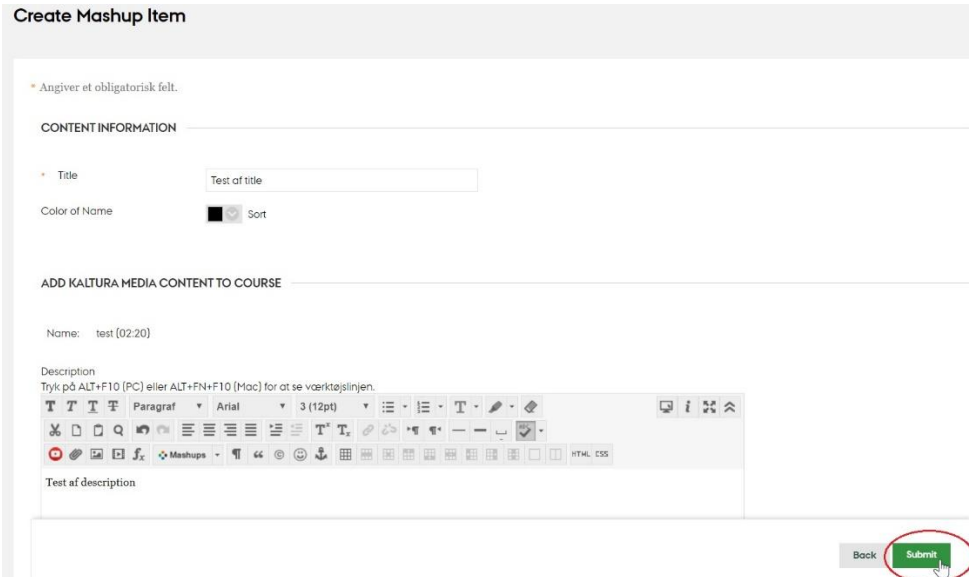 Create Mashup Item
* Angiver et obligatorisk felt.
CONTENT INFORMATION
* Title Test af title
Color of Name Sort
ADD KALTURA MEDIA CONTENT TO COURSE
Name: test (02:20)
Description
Tryk på ALT+F10 (PC) eller ALT+FN+F10 (Mac) for at se værktøjslinjen.
T T T T Paragraf Arial 3 (12pt) T i
T T ABC
fx Mashups ¶ “ © HTML CSS
Test af description
Back Submit